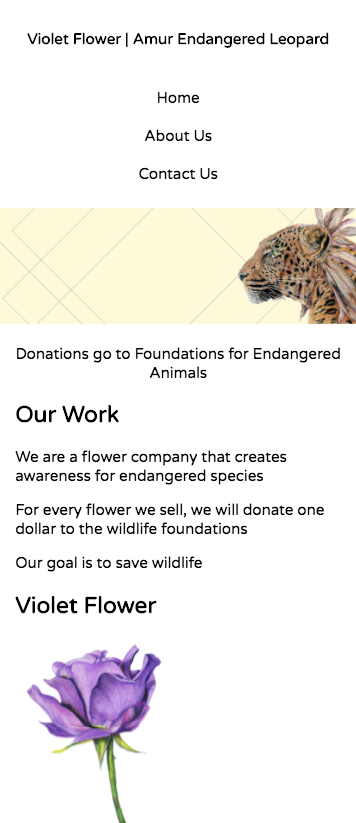 Violet Flower | Amur Endangered Leopard
Home
About Us
Contact Us
Donations go to Foundations for Endangered
Animals
Our Work
We are a flower company that creates
awareness for endangered species
For every flower we sell, we will donate one
dollar to the wildlife foundations
Our goal is to save wildlife
Violet Flower